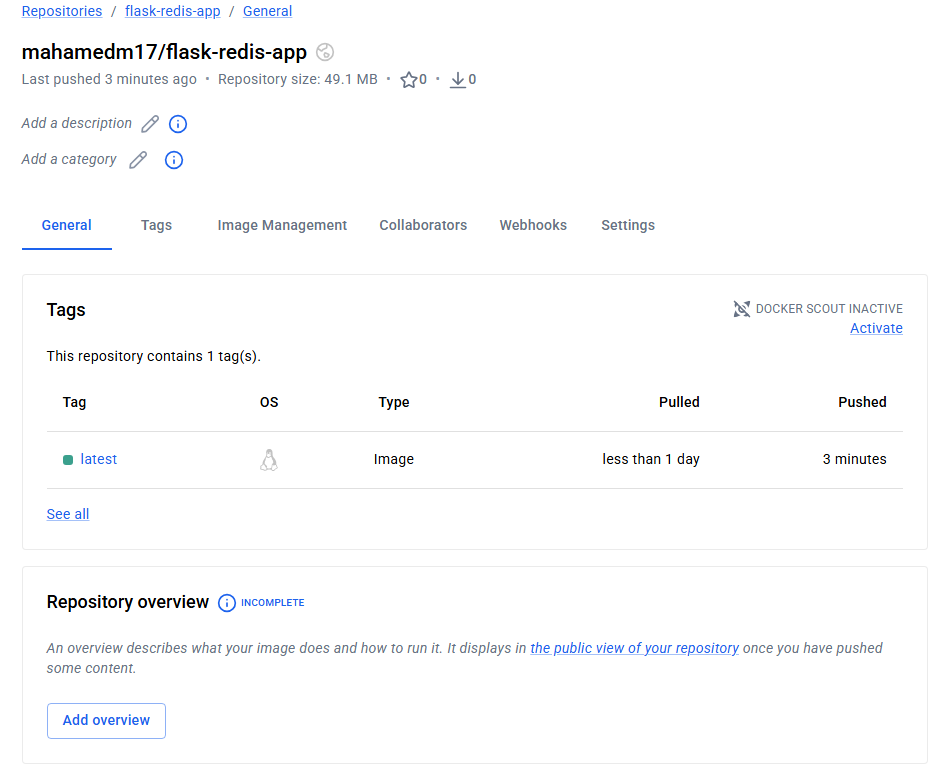 Repositories / flask-redis-app / General
mahamedm17/flask-redis-app
Last pushed 3 minutes ago • Repository size: 49.1 MB • 0 • 0
Add a description
Add a category
General Tags Image Management Collaborators Webhooks Settings
Tags
DOCKER SCOUT INACTIVE
Activate
This repository contains 1 tag(s).
Tag OS Type Pulled Pushed
latest Image less than 1 day 3 minutes
See all
Repository overview INCOMPLETE
An overview describes what your image does and how to run it. It displays in the public view of your repository once you have pushed
some content.
Add overview